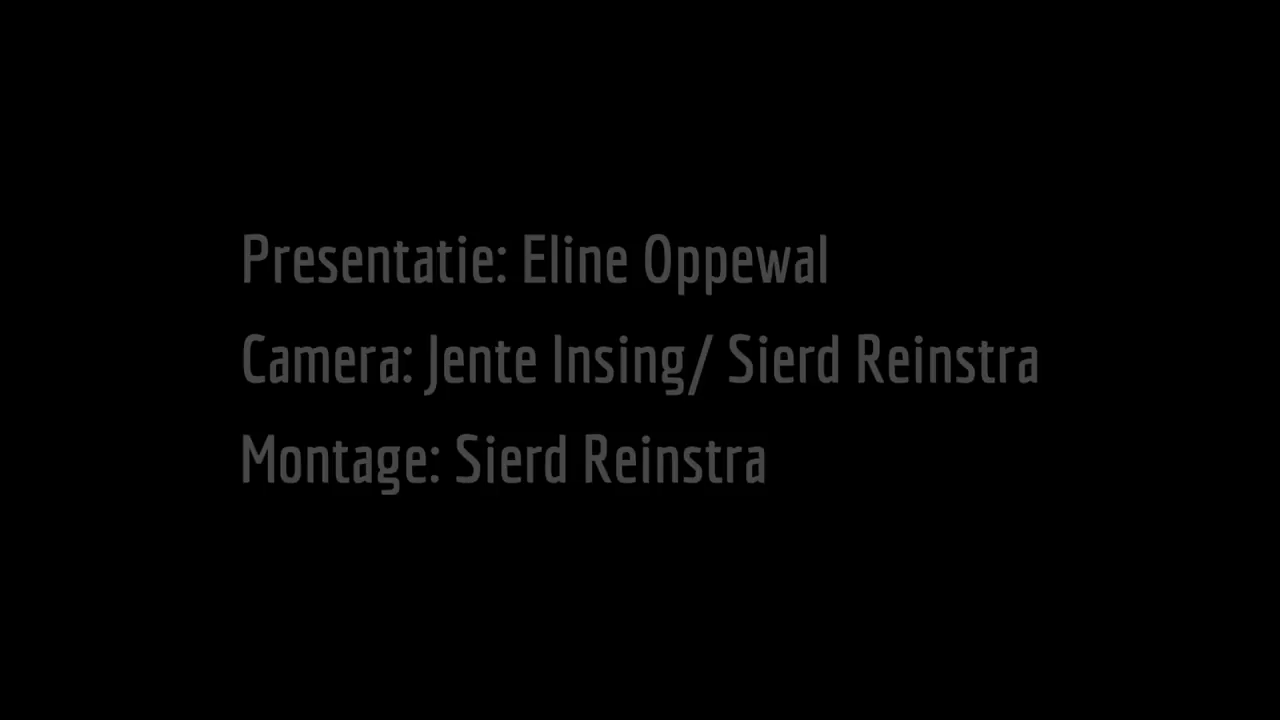 Presentatie: Eline Oppewal
Camera: Jente Insing/ Sierd Reinstra
Montage: Sierd Reinstra